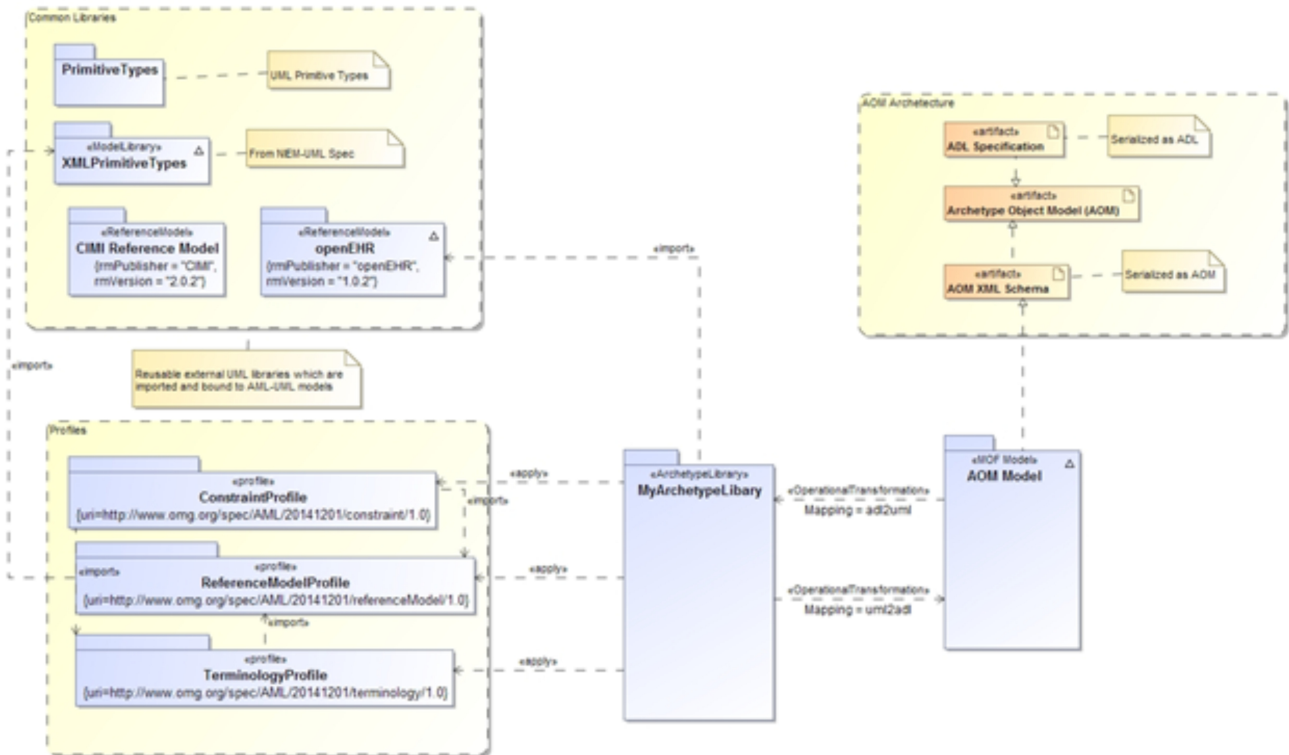 Common Libraries
PrimitiveTypes
UML Primitive Types
«ModelLibrary»
XMLPrimitiveTypes
From NIEM-UML Spec
«ReferenceModel»
CIMI Reference Model
{rmPublisher = "CIMI",
rmVersion = "2.0.2"}
«ReferenceModel»
openEHR
{rmPublisher = "openEHR",
rmVersion = "1.0.2"}
«import»
AOM Archetecture
«artifact»
ADL Specification
Serialized as ADL
«artifact»
Archetype Object Model (AOM)
«artifact»
AOM XML Schema
Serialized as AOM
«import»
Reusable external UML libraries which are
imported and bound to AML-UML models
Profiles
«profile»
ConstraintProfile
{uri=http://www.omg.org/spec/AML/20141201/constraint/1.0}
«apply»
«import»
«import»
«profile»
ReferenceModelProfile
{uri=http://www.omg.org/spec/AML/20141201/referenceModel/1.0}
«apply»
«import»
«profile»
TerminologyProfile
{uri=http://www.omg.org/spec/AML/20141201/terminology/1.0}
«apply»
«ArchetypeLibrary»
MyArchetypeLibary
«OperationalTransformation»
Mapping = adl2uml
«OperationalTransformation»
Mapping = uml2adl
«MOF Model»
AOM Model